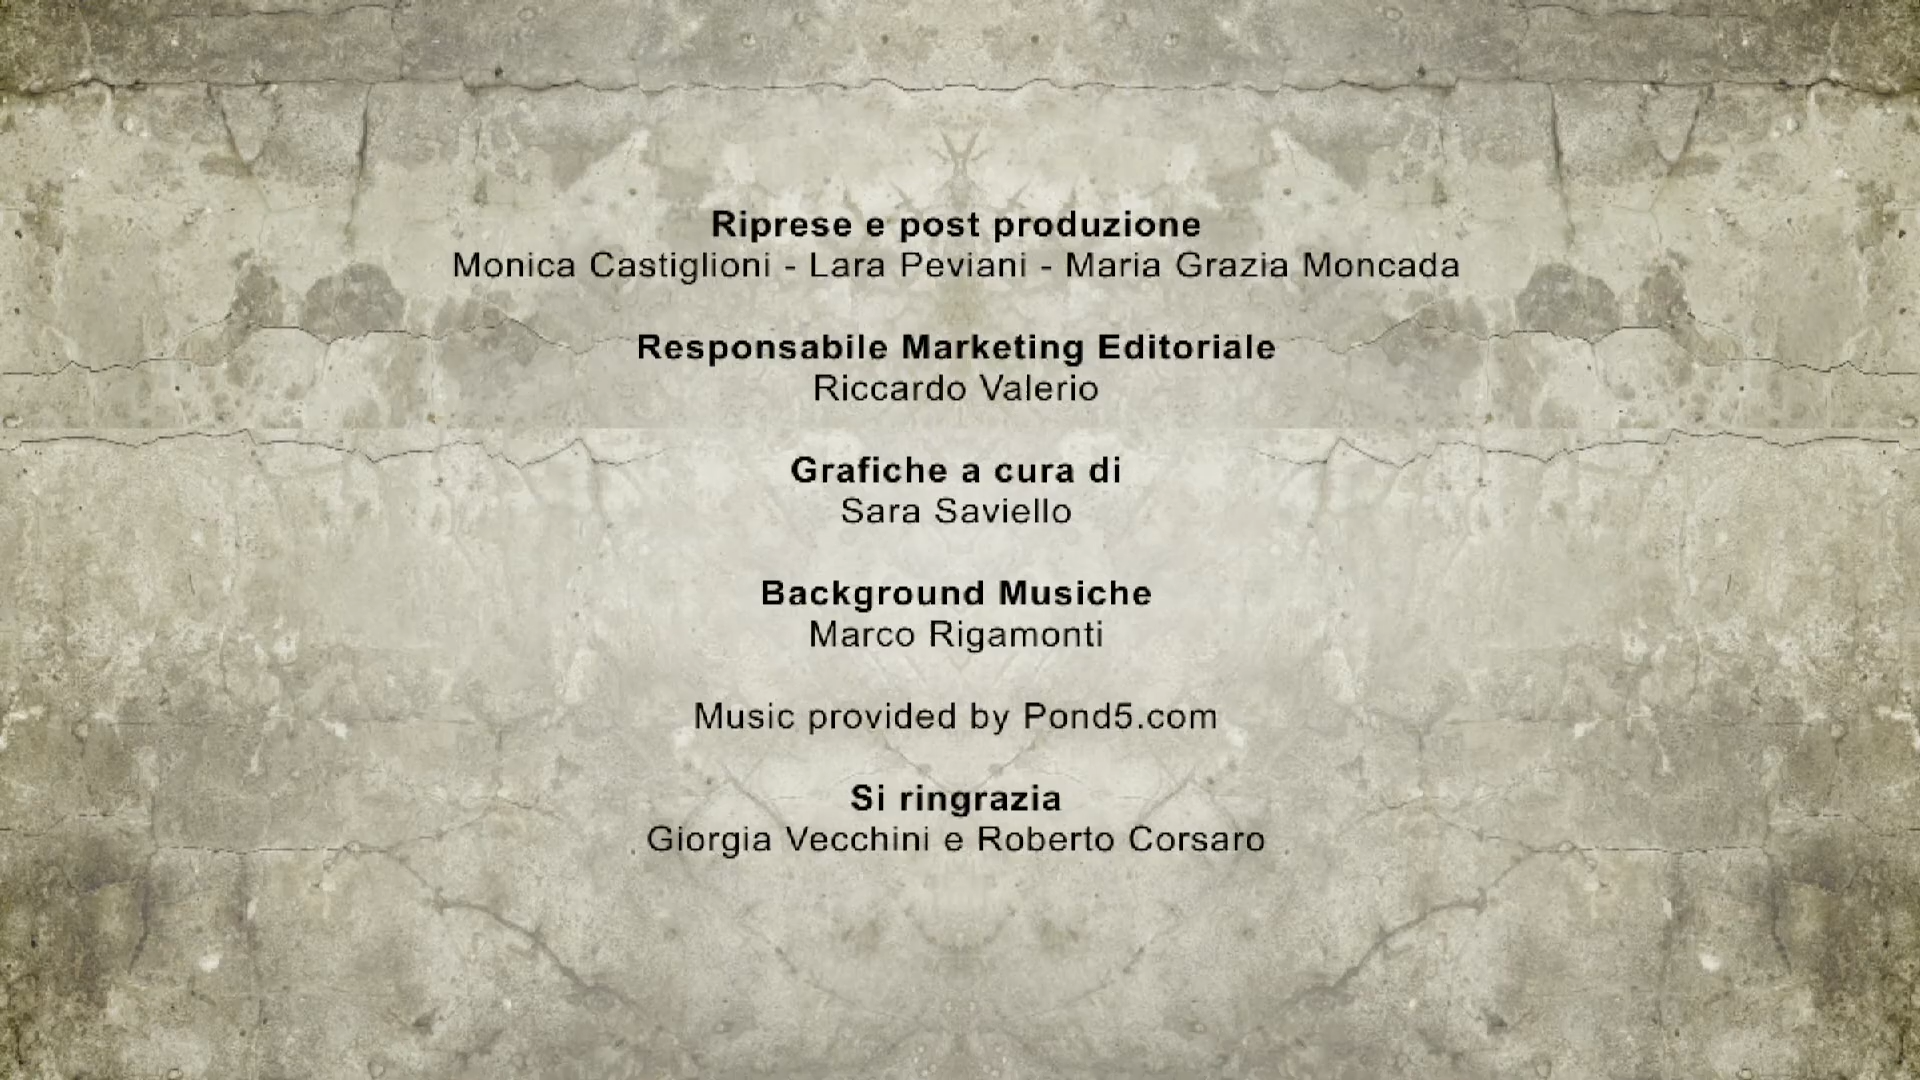 Riprese e post produzione
Monica Castiglioni - Lara Peviani - Maria Grazia Moncada
Responsabile Marketing Editoriale
Riccardo Valerio
Grafiche a cura di
Sara Saviello
Background Musiche
Marco Rigamonti
Music provided by Pond5.com
Si ringrazia
Giorgia Vecchini e Roberto Corsaro